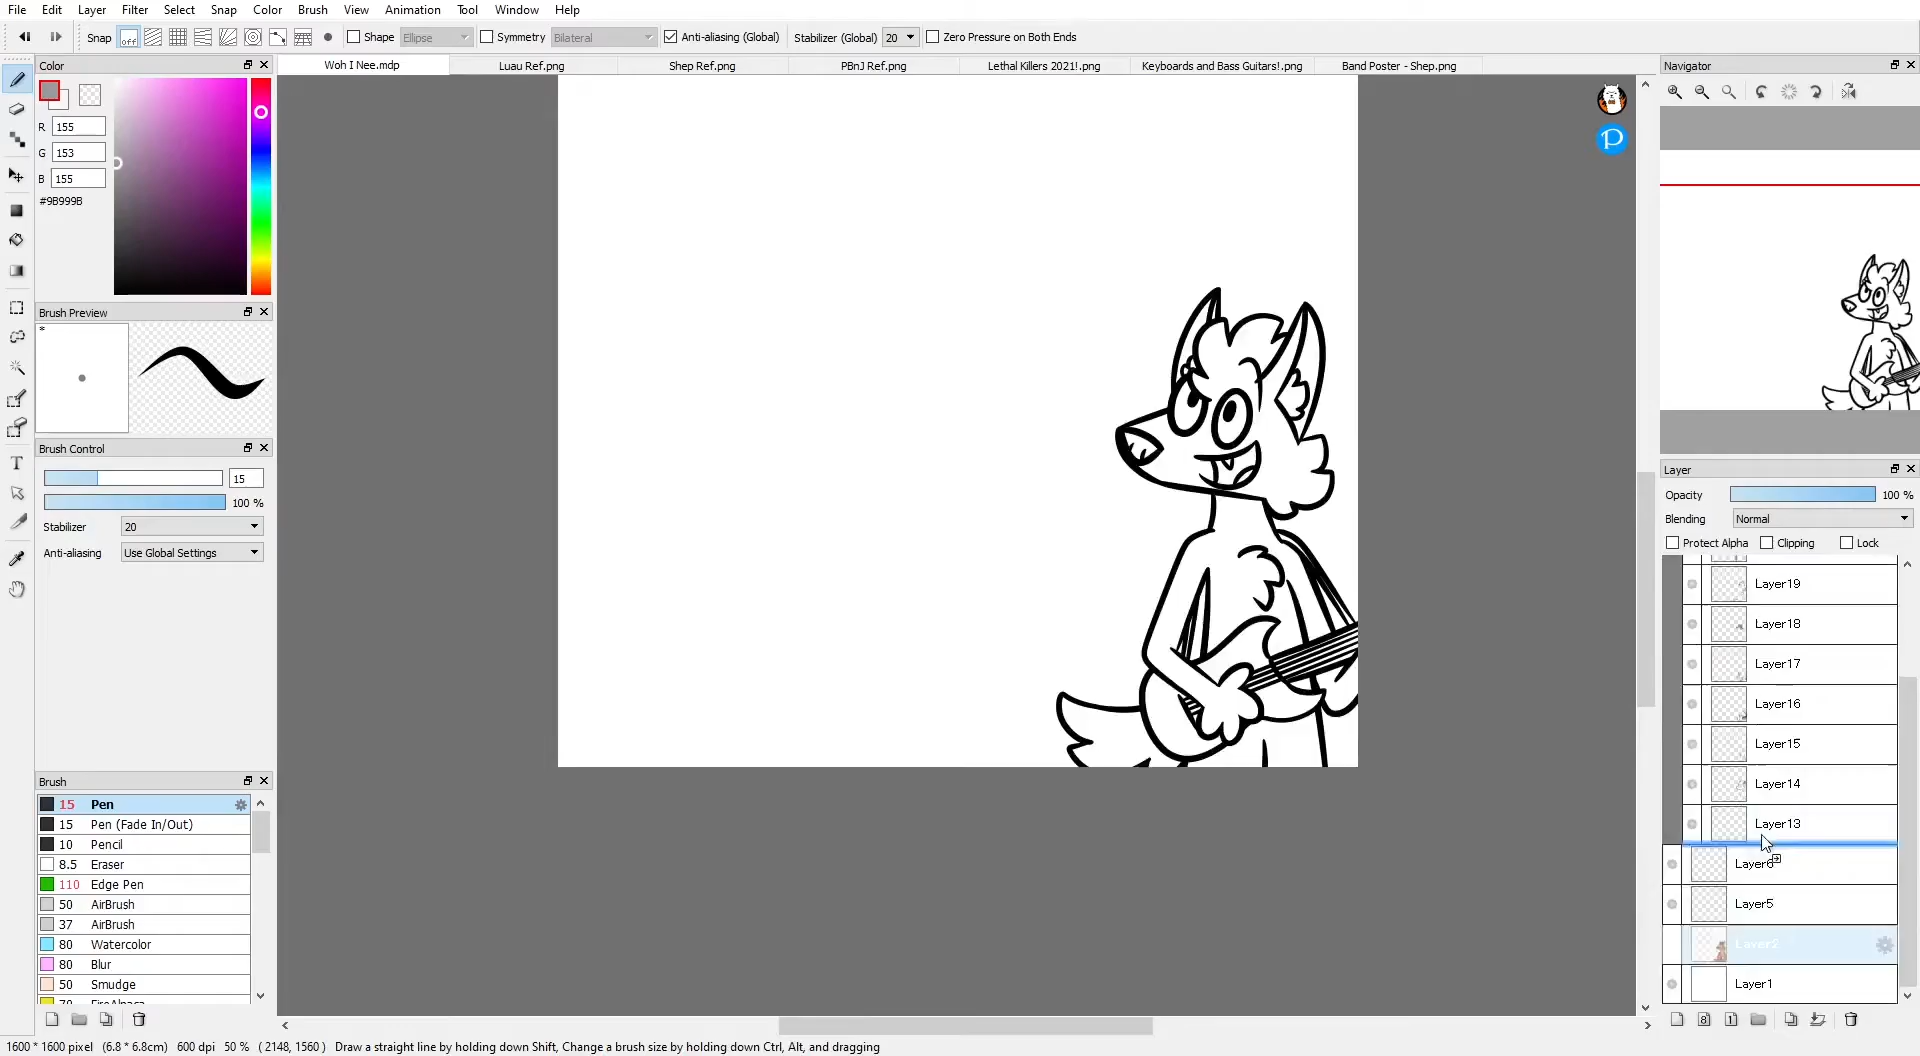 File Edit Layer Filter Select Snap Color Brush View Animation Tool Window Help
Snap off Shape Ellipse Symmetry Bilateral Anti-aliasing (Global) Stabilizer (Global) 20 Zero Pressure on Both Ends
Color
Woh I Nee.mdp Luau Ref.png Shep Ref.png PBnJ Ref.png Lethal Killers 2021!.png Keyboards and Bass Guitars!.png Band Poster - Shep.png
Navigator
R 155
G 153
B 155
#9B999B
P
Brush Preview
*
Brush Control
15
100 %
Stabilizer 20
Anti-aliasing Use Global Settings
Brush
15 Pen
15 Pen (Fade In/Out)
10 Pencil
8.5 Eraser
110 Edge Pen
50 AirBrush
37 AirBrush
80 Watercolor
80 Blur
50 Smudge
Layer
Opacity 100 %
Blending Normal
Protect Alpha Clipping Lock
Layer19
Layer18
Layer17
Layer16
Layer15
Layer14
Layer13
Layer6
Layer5
Layer2
Layer1
8 1
T
1600 * 1600 pixel (6.8 * 6.8cm) 600 dpi 50 % ( 2148, 1560 ) Draw a straight line by holding down Shift, Change a brush size by holding down Ctrl, Alt, and dragging